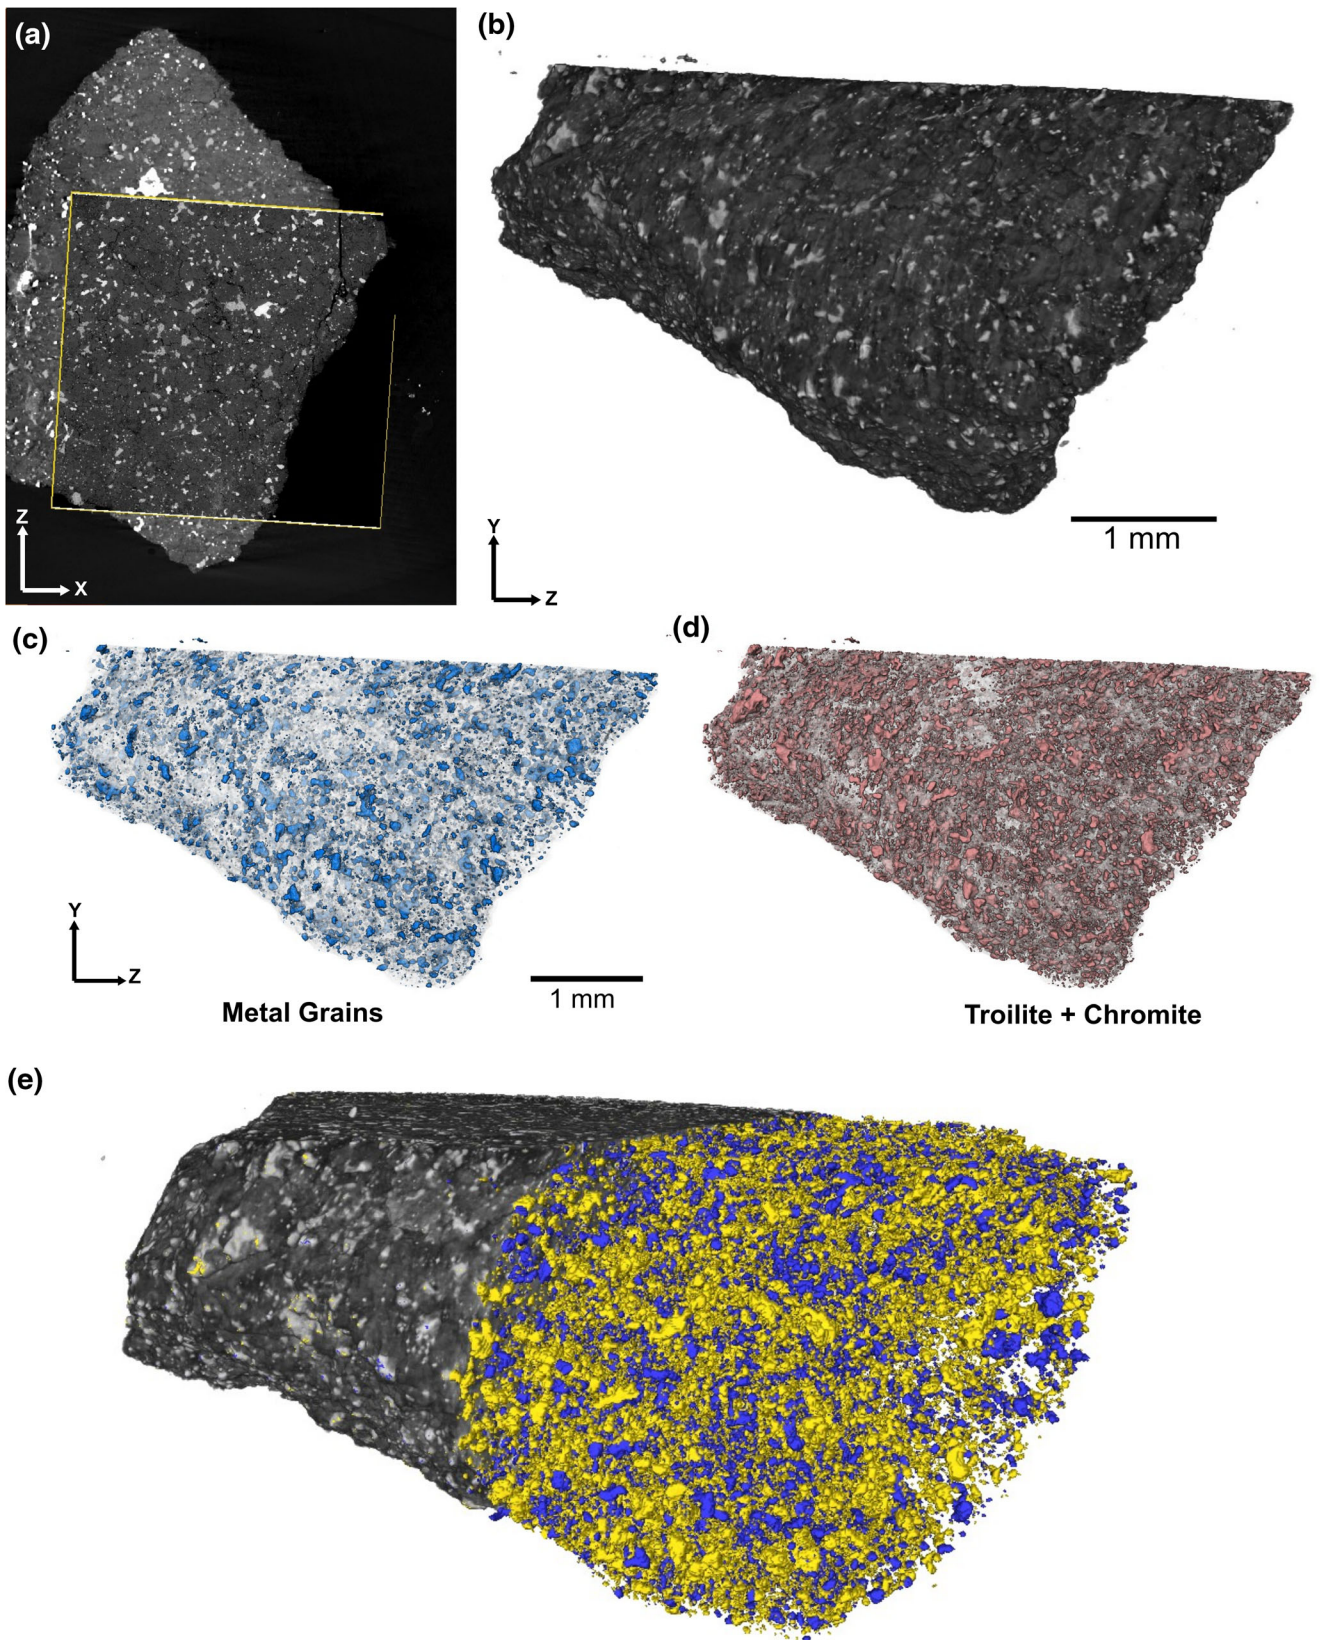 (a)
Z
X
(b)
1 mm
Y
Z
(c)
Y
Z
1 mm
Metal Grains
(d)
Troilite + Chromite
(e)